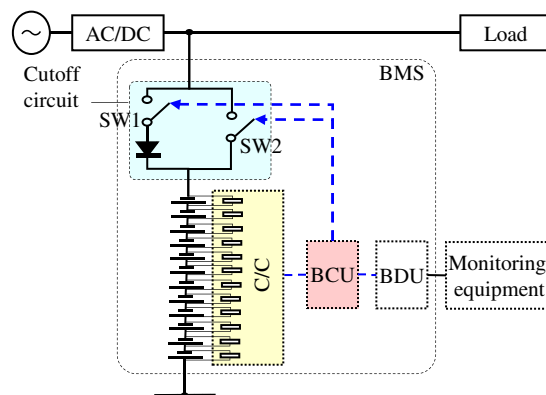 AC/DC
Load
BMS
Cutoff
circuit
SW1
SW2
C/C
BCU
BDU
Monitoring
equipment